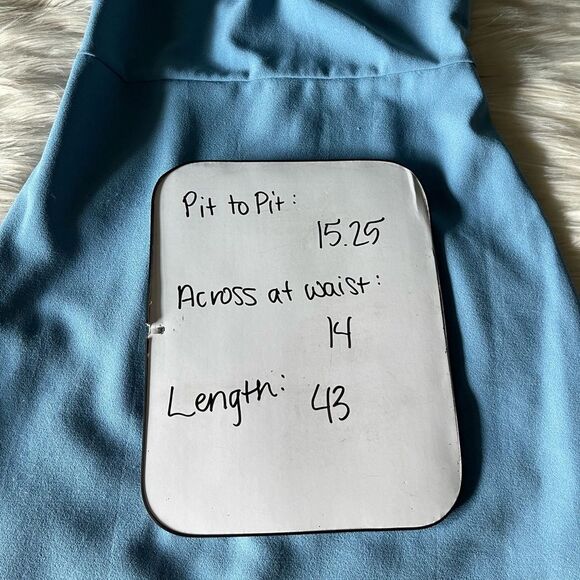 Pit to Pit:
15.25
Across at waist:
14
Length: 43